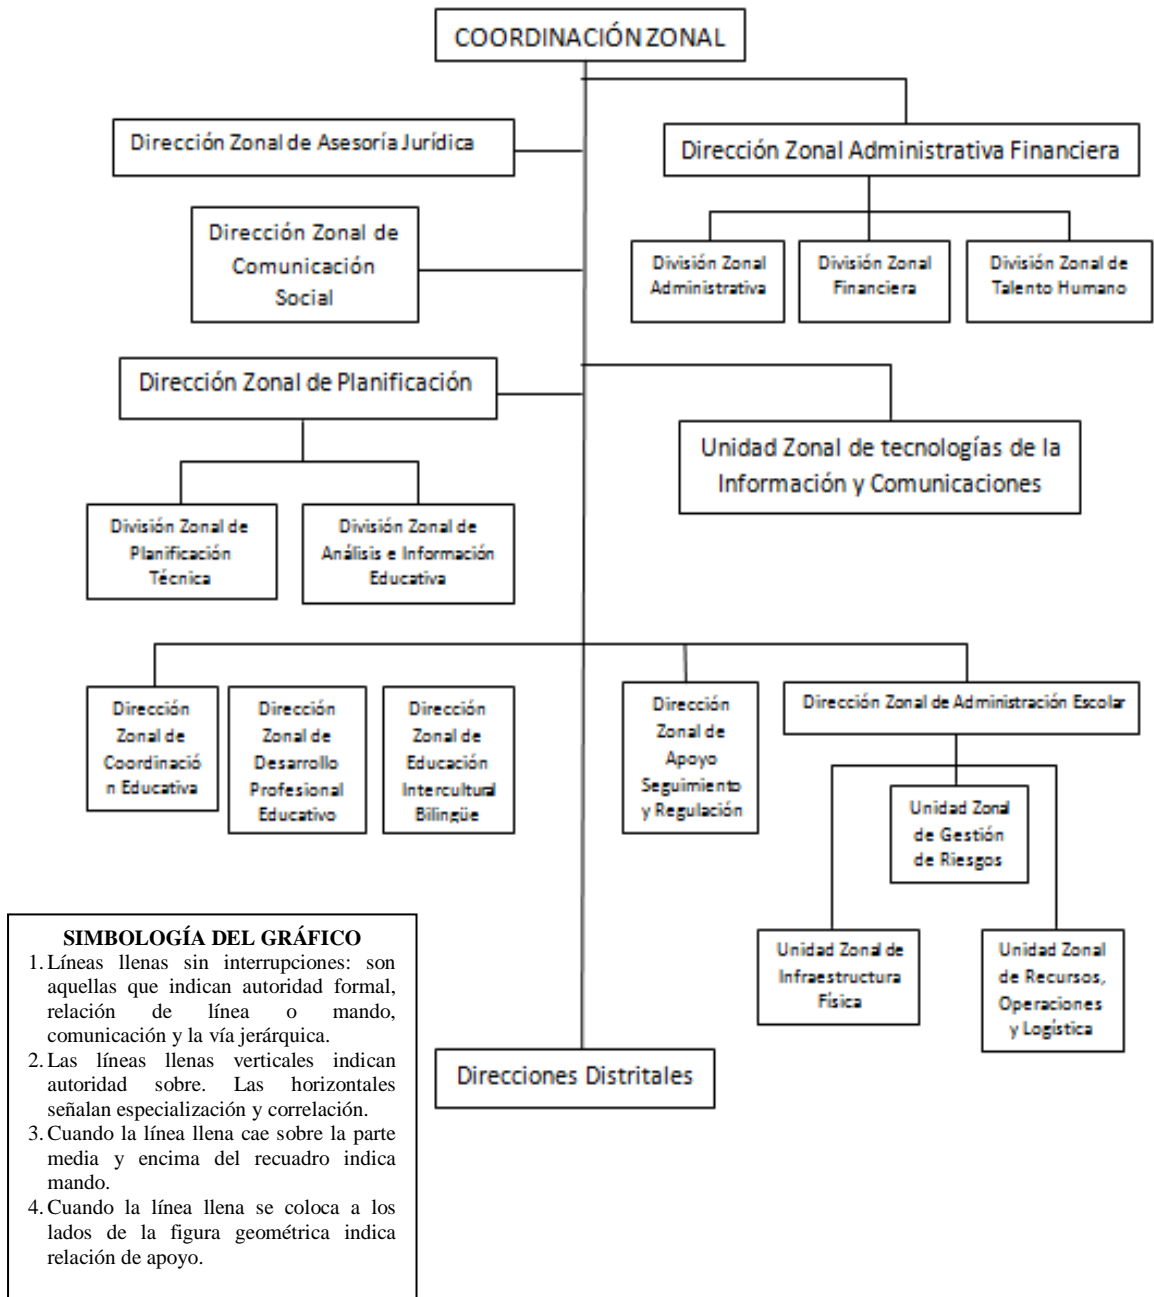 COORDINACIÓN ZONAL
Dirección Zonal de Asesoría Jurídica
Dirección Zonal Administrativa Financiera
Dirección Zonal de
Comunicación
Social
División Zonal
Administrativa
División Zonal
Financiera
División Zonal de
Talento Humano
Dirección Zonal de Planificación
Unidad Zonal de tecnologías de la
Información y Comunicaciones
División Zonal de
Planificación
Técnica
División Zonal de
Análisis e Información
Educativa
Dirección
Zonal de
Coordinació
n Educativa
Dirección
Zonal de
Desarrollo
Profesional
Educativo
Dirección
Zonal de
Educación
Intercultural
Bilingüe
Dirección
Zonal de
Apoyo
Seguimiento
y Regulación
Dirección Zonal de Administración Escolar
Unidad Zonal
de Gestión
de Riesgos
Unidad Zonal de
Infraestructura
Física
Unidad Zonal
de Recursos,
Operaciones
y Logística
Direcciones Distritales
SIMBOLOGÍA DEL GRÁFICO
1. Líneas llenas sin interrupciones: son
aquellas que indican autoridad formal,
relación de línea o mando,
comunicación y la vía jerárquica.
2. Las líneas llenas verticales indican
autoridad sobre. Las horizontales
señalan especialización y correlación.
3. Cuando la línea llena cae sobre la parte
media y encima del recuadro indica
mando.
4. Cuando la línea llena se coloca a los
lados de la figura geométrica indica
relación de apoyo.